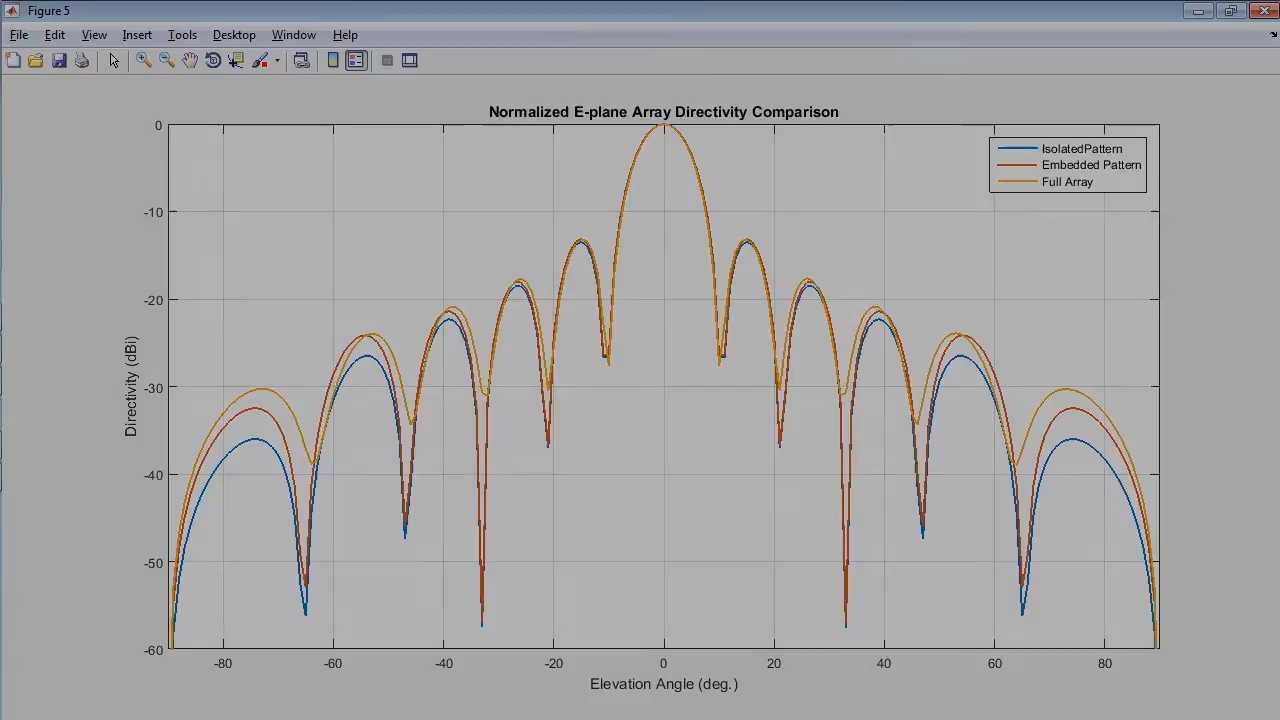 Figure 5
File Edit View Insert Tools Desktop Window Help
Normalized E-plane Array Directivity Comparison
IsolatedPattern
Embedded Pattern
Full Array
Directivity (dBi)
0
-10
-20
-30
-40
-50
-60
-80 -60 -40 -20 0 20 40 60 80
Elevation Angle (deg.)